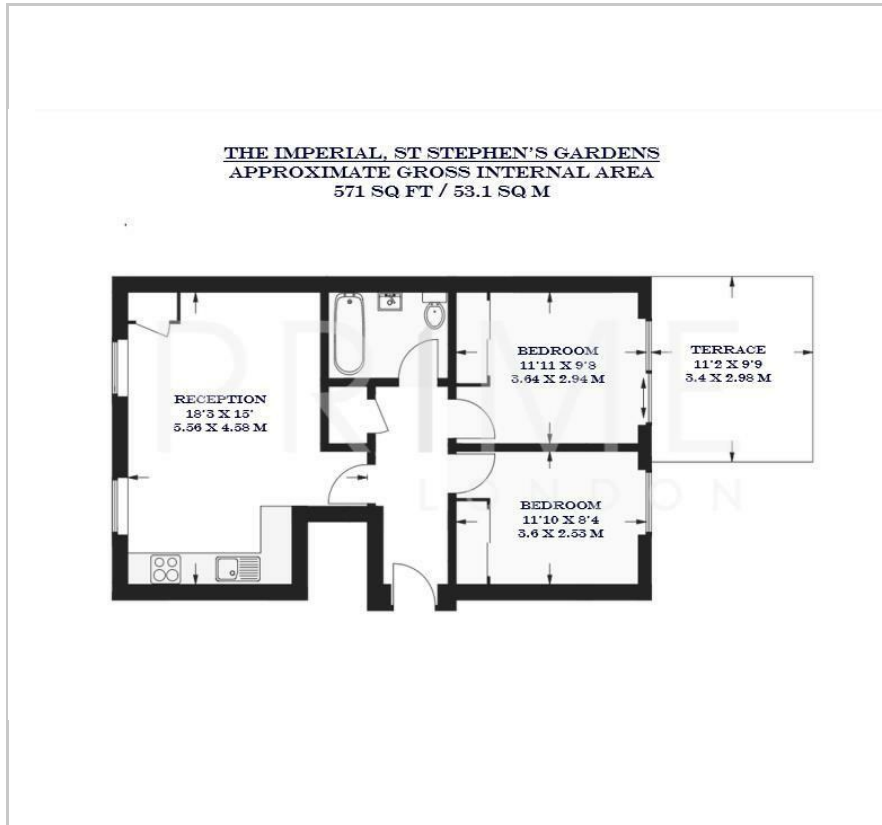 THE IMPERIAL, ST STEPHEN'S GARDENS
APPROXIMATE GROSS INTERNAL AREA
571 SQ FT / 53.1 SQ M
BEDROOM
11'11 X 9'8
3.64 X 2.94 M
TERRACE
11'2 X 9'9
3.4 X 2.98 M
RECEPTION
18'3 X 15'
5.56 X 4.58 M
PRIME
LONDON
BEDROOM
11'10 X 8'4
3.6 X 2.53 M